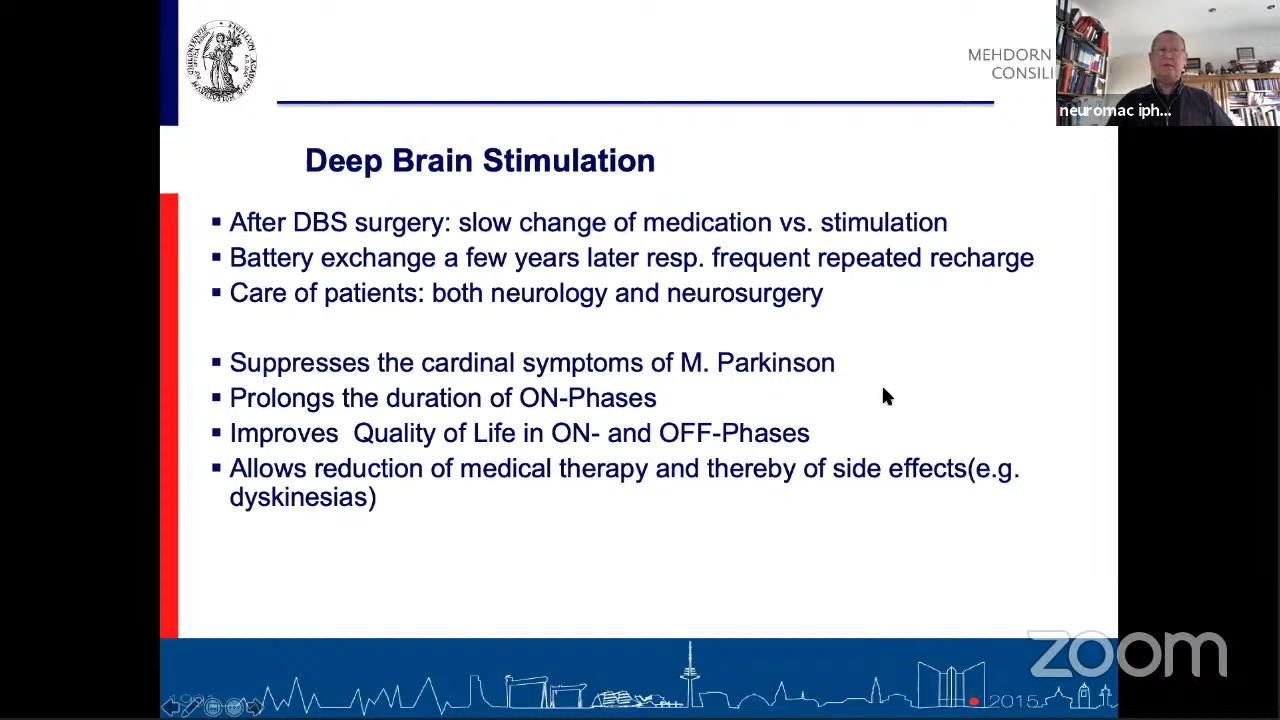 MEHDORN
CONSILI
neuromac iph...
Deep Brain Stimulation
▪ After DBS surgery: slow change of medication vs. stimulation
▪ Battery exchange a few years later resp. frequent repeated recharge
▪ Care of patients: both neurology and neurosurgery
▪ Suppresses the cardinal symptoms of M. Parkinson
▪ Prolongs the duration of ON-Phases
▪ Improves  Quality of Life in ON- and OFF-Phases
▪ Allows reduction of medical therapy and thereby of side effects(e.g.
dyskinesias)
zoom
1991
2015